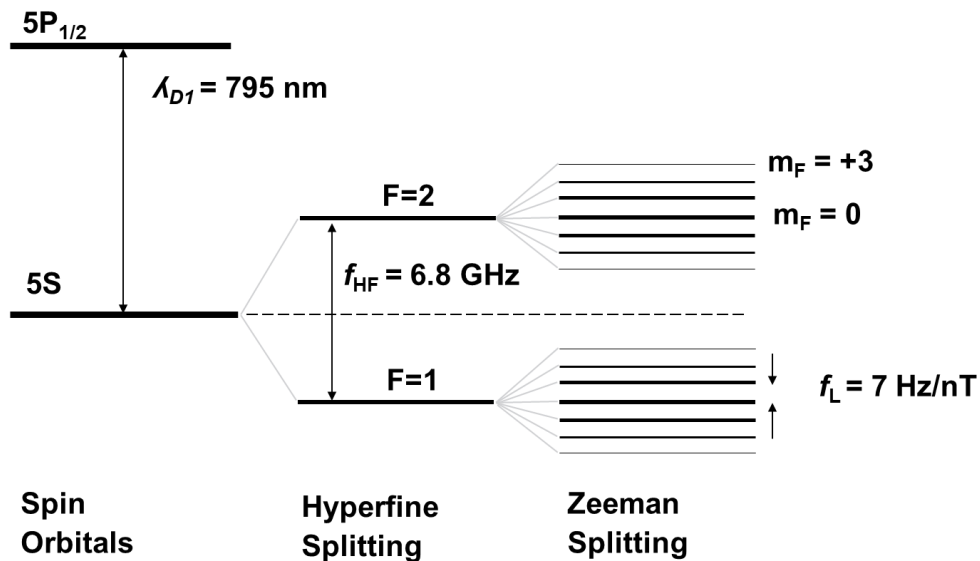 5P1/2
λD1 = 795 nm
mF = +3
F=2
mF = 0
5S
fHF = 6.8 GHz
F=1
fL = 7 Hz/nT
Spin
Orbitals
Hyperfine
Splitting
Zeeman
Splitting